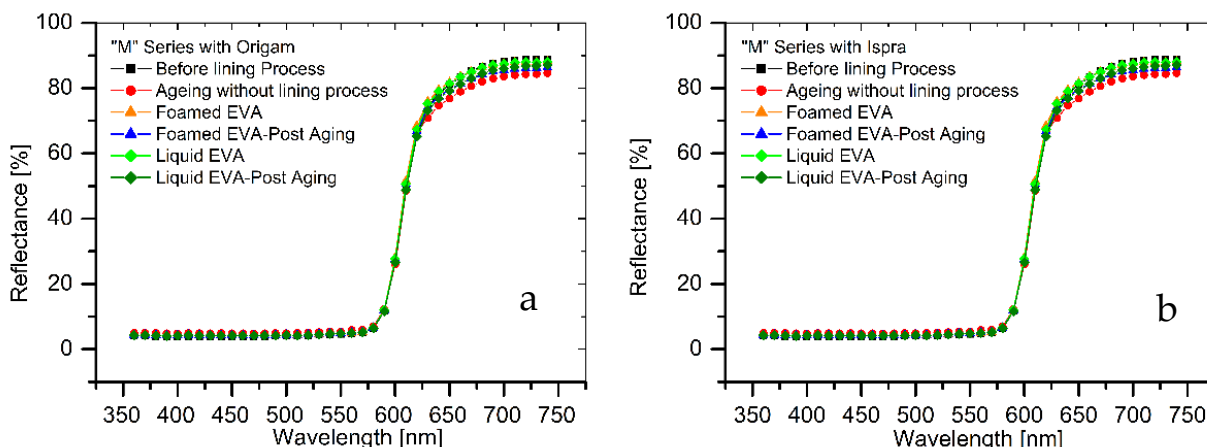 "M" Series with Origam
Before lining Process
Ageing without lining process
Foamed EVA
Foamed EVA-Post Aging
Liquid EVA
Liquid EVA-Post Aging
Reflectance [%]
100
80
60
40
20
0
350 400 450 500 550 600 650 700 750
Wavelength [nm]
a
"M" Series with Ispra
Before lining Process
Ageing without lining process
Foamed EVA
Foamed EVA-Post Aging
Liquid EVA
Liquid EVA-Post Aging
Reflectance [%]
100
80
60
40
20
0
350 400 450 500 550 600 650 700 750
Wavelength [nm]
b